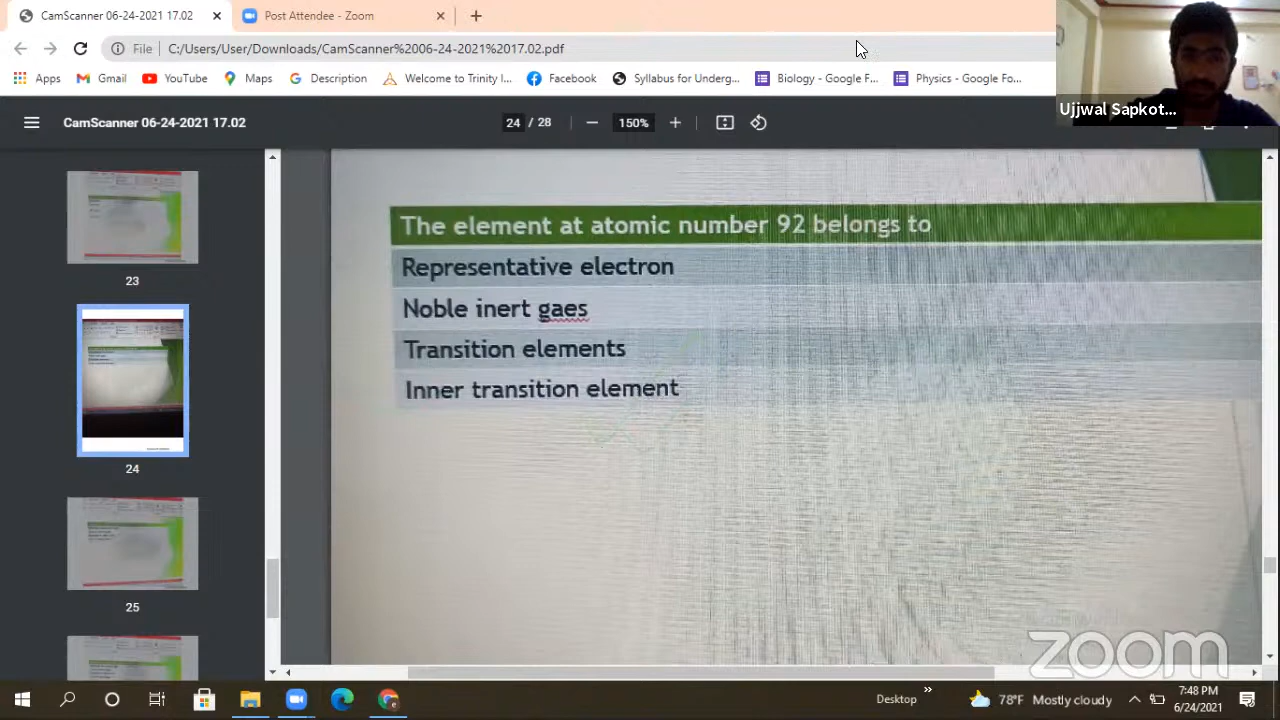 CamScanner 06-24-2021 17.02
Post Attendee - Zoom
File
C:/Users/User/Downloads/CamScanner%2006-24-2021%2017.02.pdf
Apps
Gmail
YouTube
Maps
Description
Welcome to Trinity I...
Facebook
Syllabus for Underg...
Biology - Google F...
Physics - Google Fo...
Ujjwal Sapkot...
CamScanner 06-24-2021 17.02
24 / 28
150%
23
24
25
The element at atomic number 92 belongs to
Representative electron
Noble inert gaes
Transition elements
Inner transition element
zoom
Desktop
78°F Mostly cloudy
7:48 PM
6/24/2021